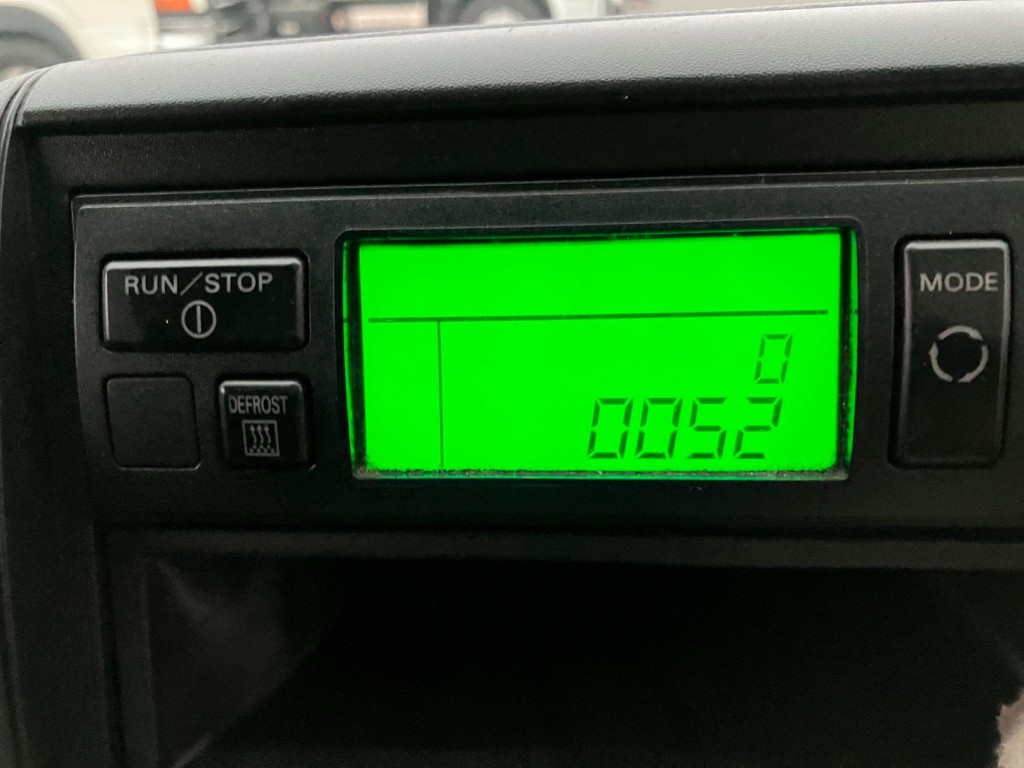 RUN/STOP
MODE
DEFROST
0
0052